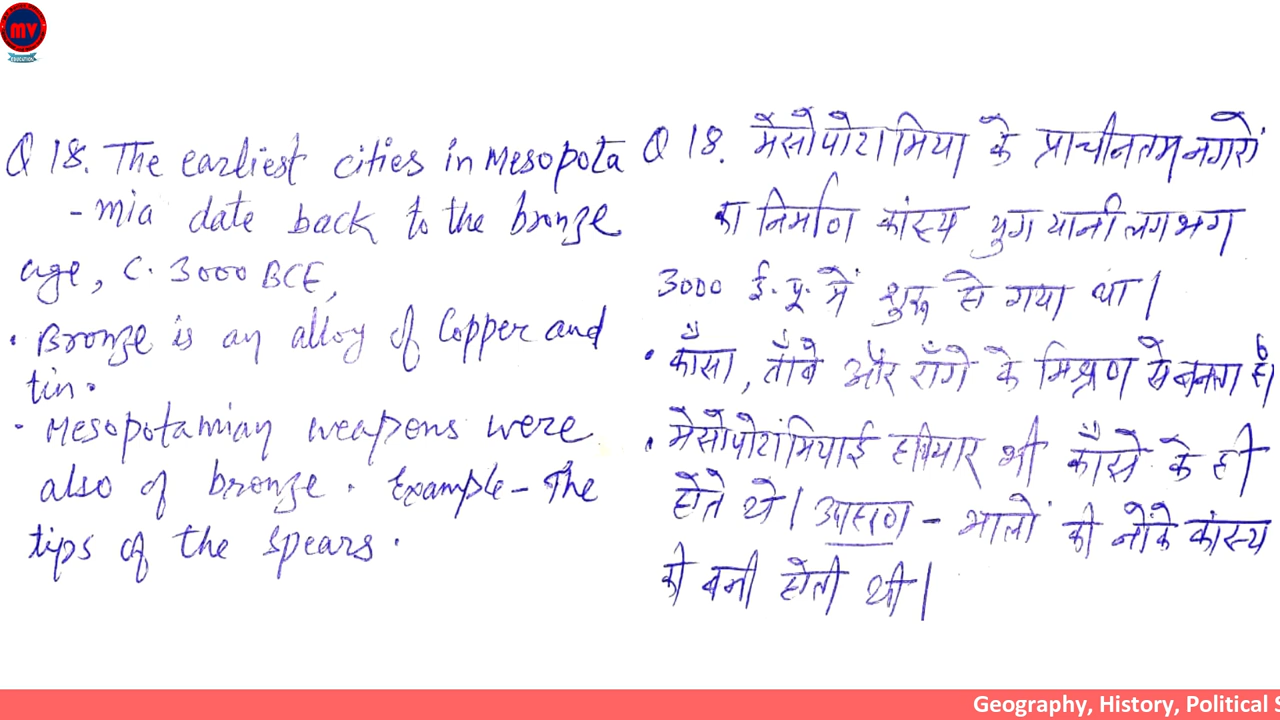 mv
EDUCATION
Q 18. The earliest cities in Mesopota
-mia date back to the bronze
age, C. 3000 BCE,
• Bronze is an alloy of Copper and
tin.
• Mesopotamian weapons were
also of bronze. Example - The
tips of the spears.
Q 18. मेसोपोटामिया के प्राचीनतम नगरों
का निर्माण कांस्य युग यानी लगभग
3000 ई.पू. में शुरू हो गया था।
• काँसा, ताँबे और राँगे के मिश्रण से बनता है।
• मेसोपोटांमियाई हथियार भी काँसे के ही
होते थे। उदाहरण - भालों की नोंके कांस्य
की बनी होती थी।
Geography, History, Political S